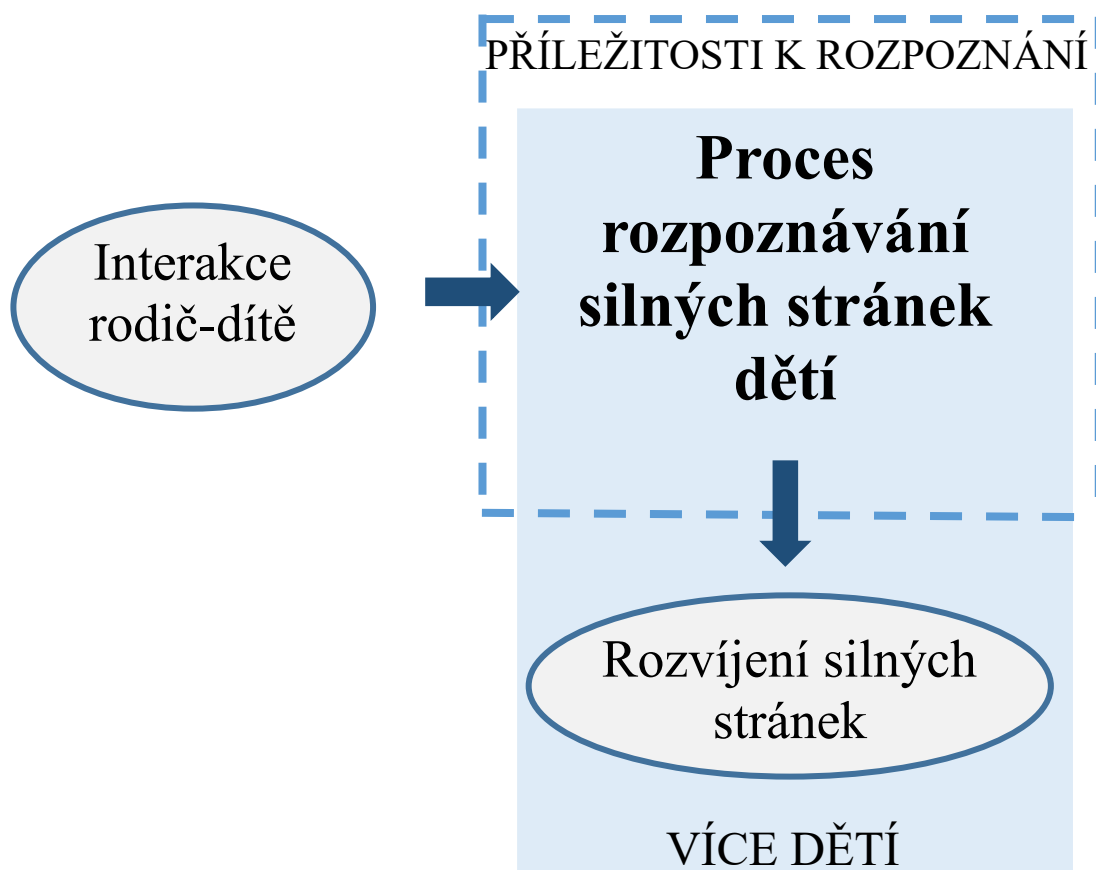 PŘÍLEŽITOSTI K ROZPOZNÁNÍ
Proces
rozpoznávání
silných stránek
dětí
Interakce
rodič-dítě
Rozvíjení silných
stránek
VÍCE DĚTÍ